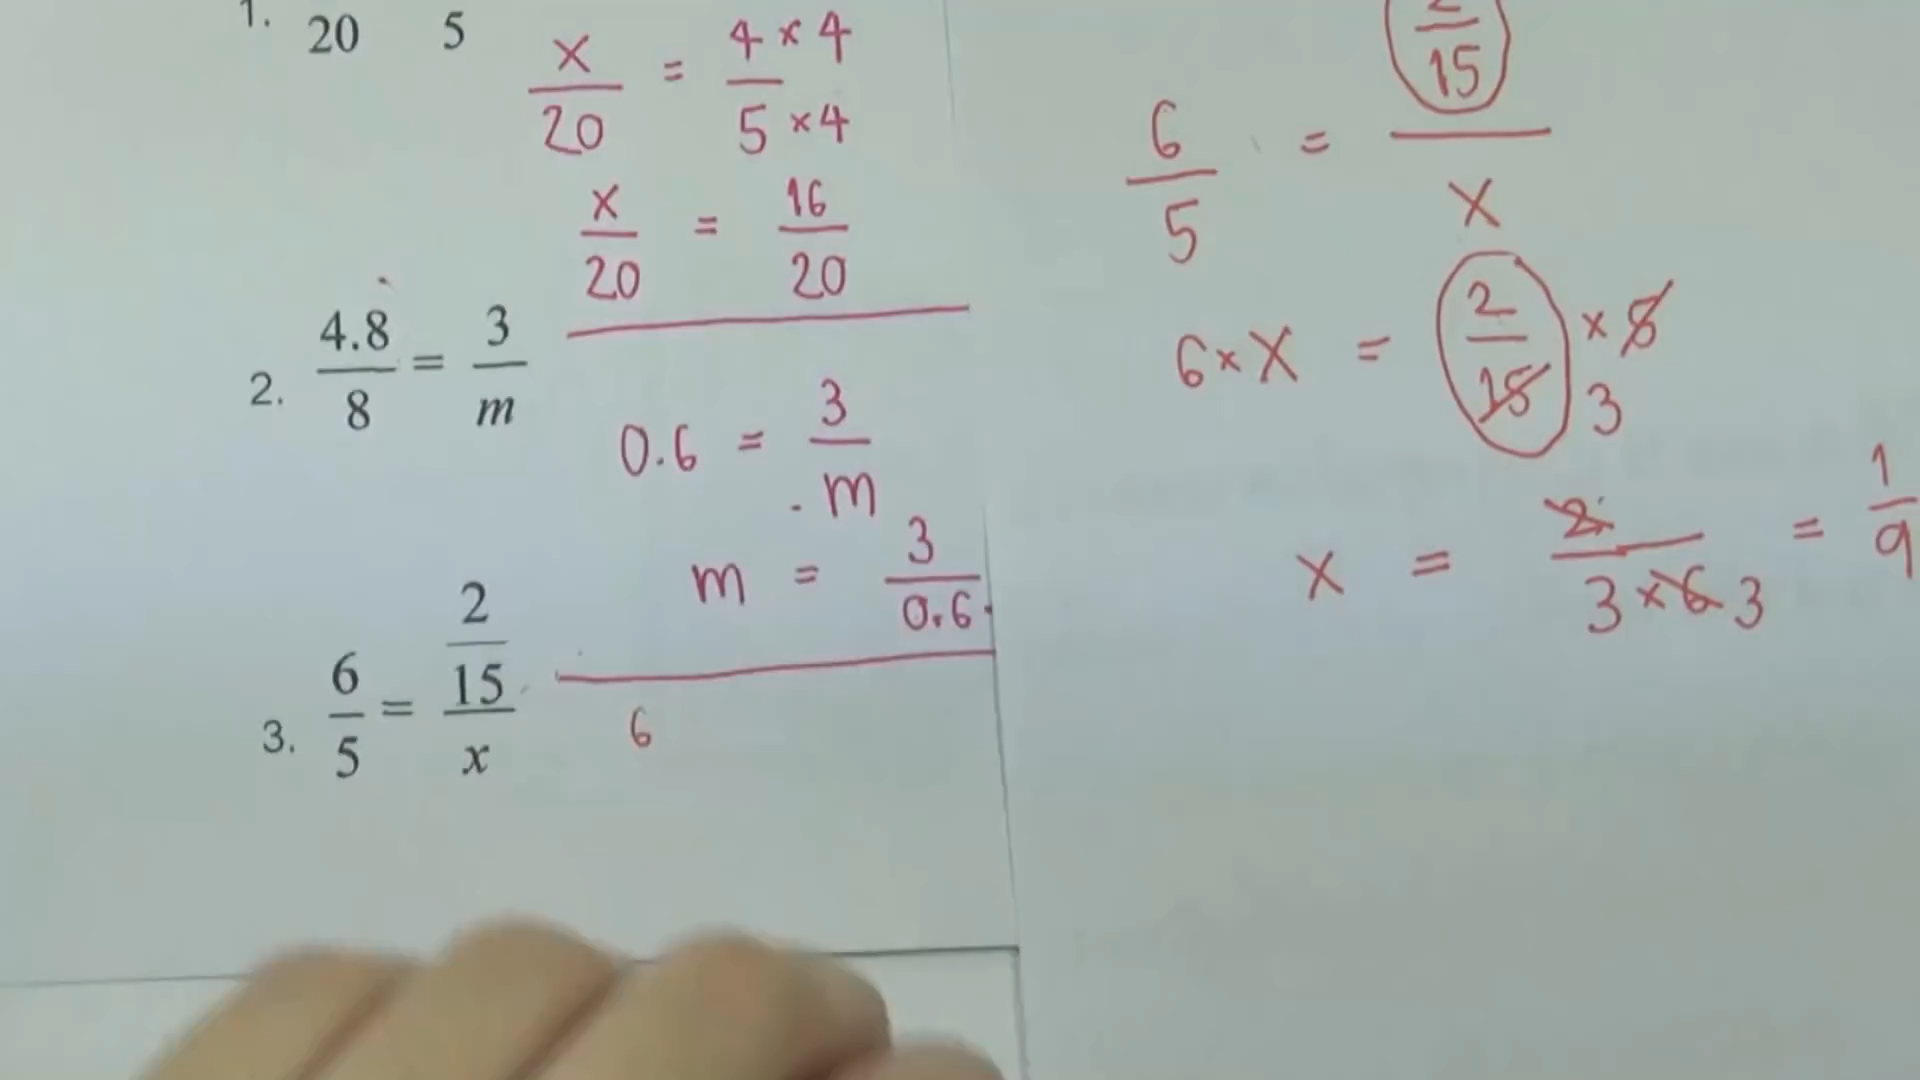 1. 20 5
x/20 = 4 × 4/5 × 4
x/20 = 16/20
2. 4.8/8 = 3/m
0.6 = 3/m
m = 3/0.6
3. 6/5 = 2/15/x
6
6/5 = 2/15/x
6 × x = 2/15 × 5 3
x = 2/3 × 6 3 = 1/9